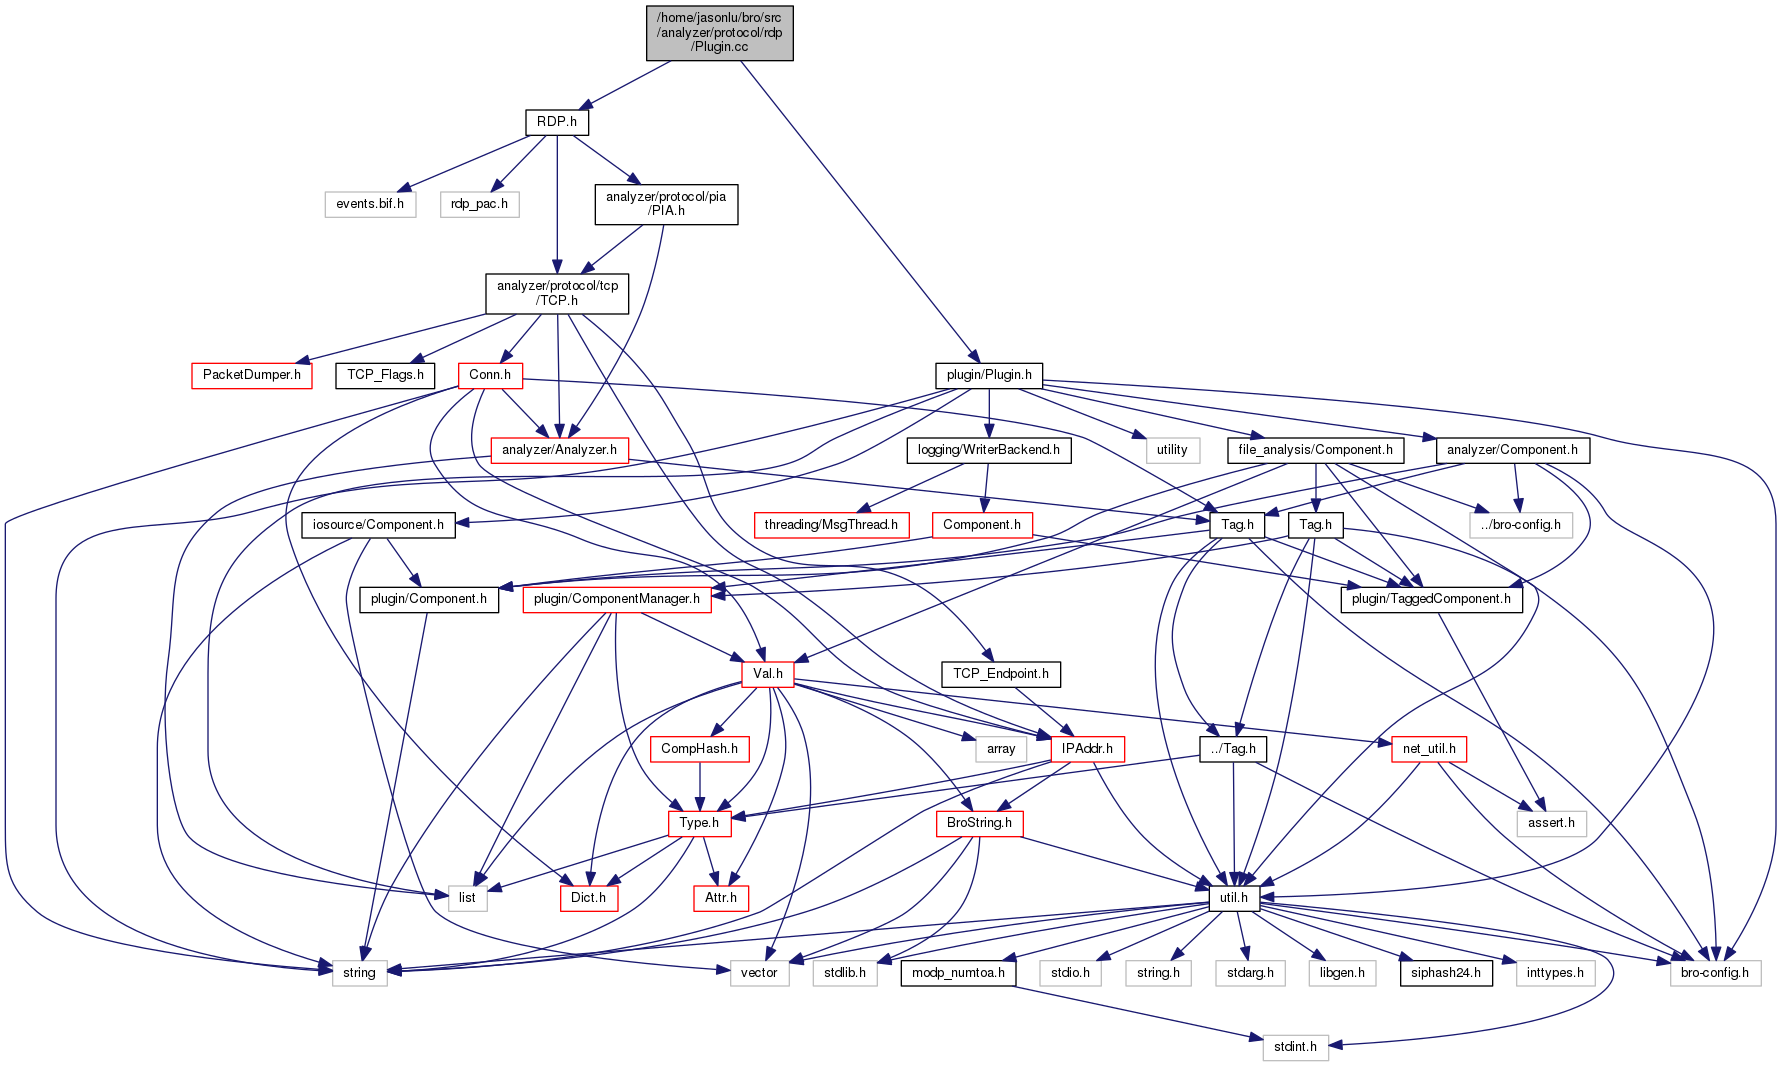 /home/jasonlu/bro/src
/analyzer/protocol/rdp
/Plugin.cc
RDP.h
events.bif.h
rdp_pac.h
analyzer/protocol/pia
/PIA.h
analyzer/protocol/tcp
/TCP.h
PacketDumper.h
TCP_Flags.h
Conn.h
plugin/Plugin.h
analyzer/Analyzer.h
logging/WriterBackend.h
utility
file_analysis/Component.h
analyzer/Component.h
iosource/Component.h
threading/MsgThread.h
Component.h
Tag.h
Tag.h
../bro-config.h
plugin/Component.h
plugin/ComponentManager.h
plugin/TaggedComponent.h
Val.h
TCP_Endpoint.h
CompHash.h
array
IPAddr.h
../Tag.h
net_util.h
Type.h
BroString.h
assert.h
list
Dict.h
Attr.h
util.h
string
vector
stdlib.h
modp_numtoa.h
stdio.h
string.h
stdarg.h
libgen.h
siphash24.h
inttypes.h
bro-config.h
stdint.h